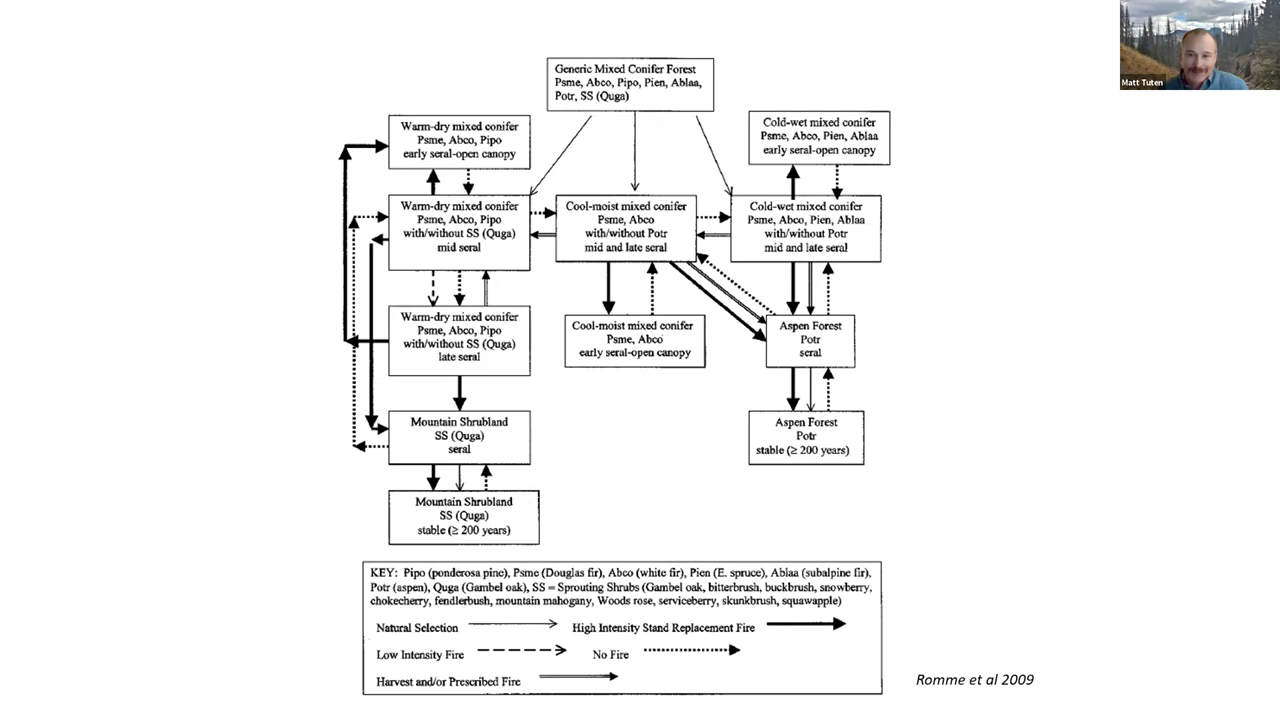 Matt Tuten
Generic Mixed Conifer Forest
Psme, Abco, Pipo, Pien, Ablaa,
Potr, SS (Quga)
Warm-dry mixed conifer
Psme, Abco, Pipo
early seral-open canopy
Cold-wet mixed conifer
Psme, Abco, Pien, Ablaa
early seral-open canopy
Warm-dry mixed conifer
Psme, Abco, Pipo
with/without SS (Quga)
mid seral
Cool-moist mixed conifer
Psme, Abco
with/without Potr
mid and late seral
Cold-wet mixed conifer
Psme, Abco, Pien, Ablaa
with/without Potr
mid and late seral
Warm-dry mixed conifer
Psme, Abco, Pipo
with/without SS (Quga)
late seral
Cool-moist mixed conifer
Psme, Abco
early seral-open canopy
Aspen Forest
Potr
seral
Mountain Shrubland
SS (Quga)
seral
Aspen Forest
Potr
stable (≥ 200 years)
Mountain Shrubland
SS (Quga)
stable (≥ 200 years)
KEY: Pipo (ponderosa pine), Psme (Douglas fir), Abco (white fir), Pien (E. spruce), Ablaa (subalpine fir),
Potr (aspen), Quga (Gambel oak), SS = Sprouting Shrubs (Gambel oak, bitterbrush, buckbrush, snowberry,
chokecherry, fendlerbush, mountain mahogany, Woods rose, serviceberry, skunkbrush, squawapple)
Natural Selection
High Intensity Stand Replacement Fire
Low Intensity Fire
No Fire
Harvest and/or Prescribed Fire
Romme et al 2009